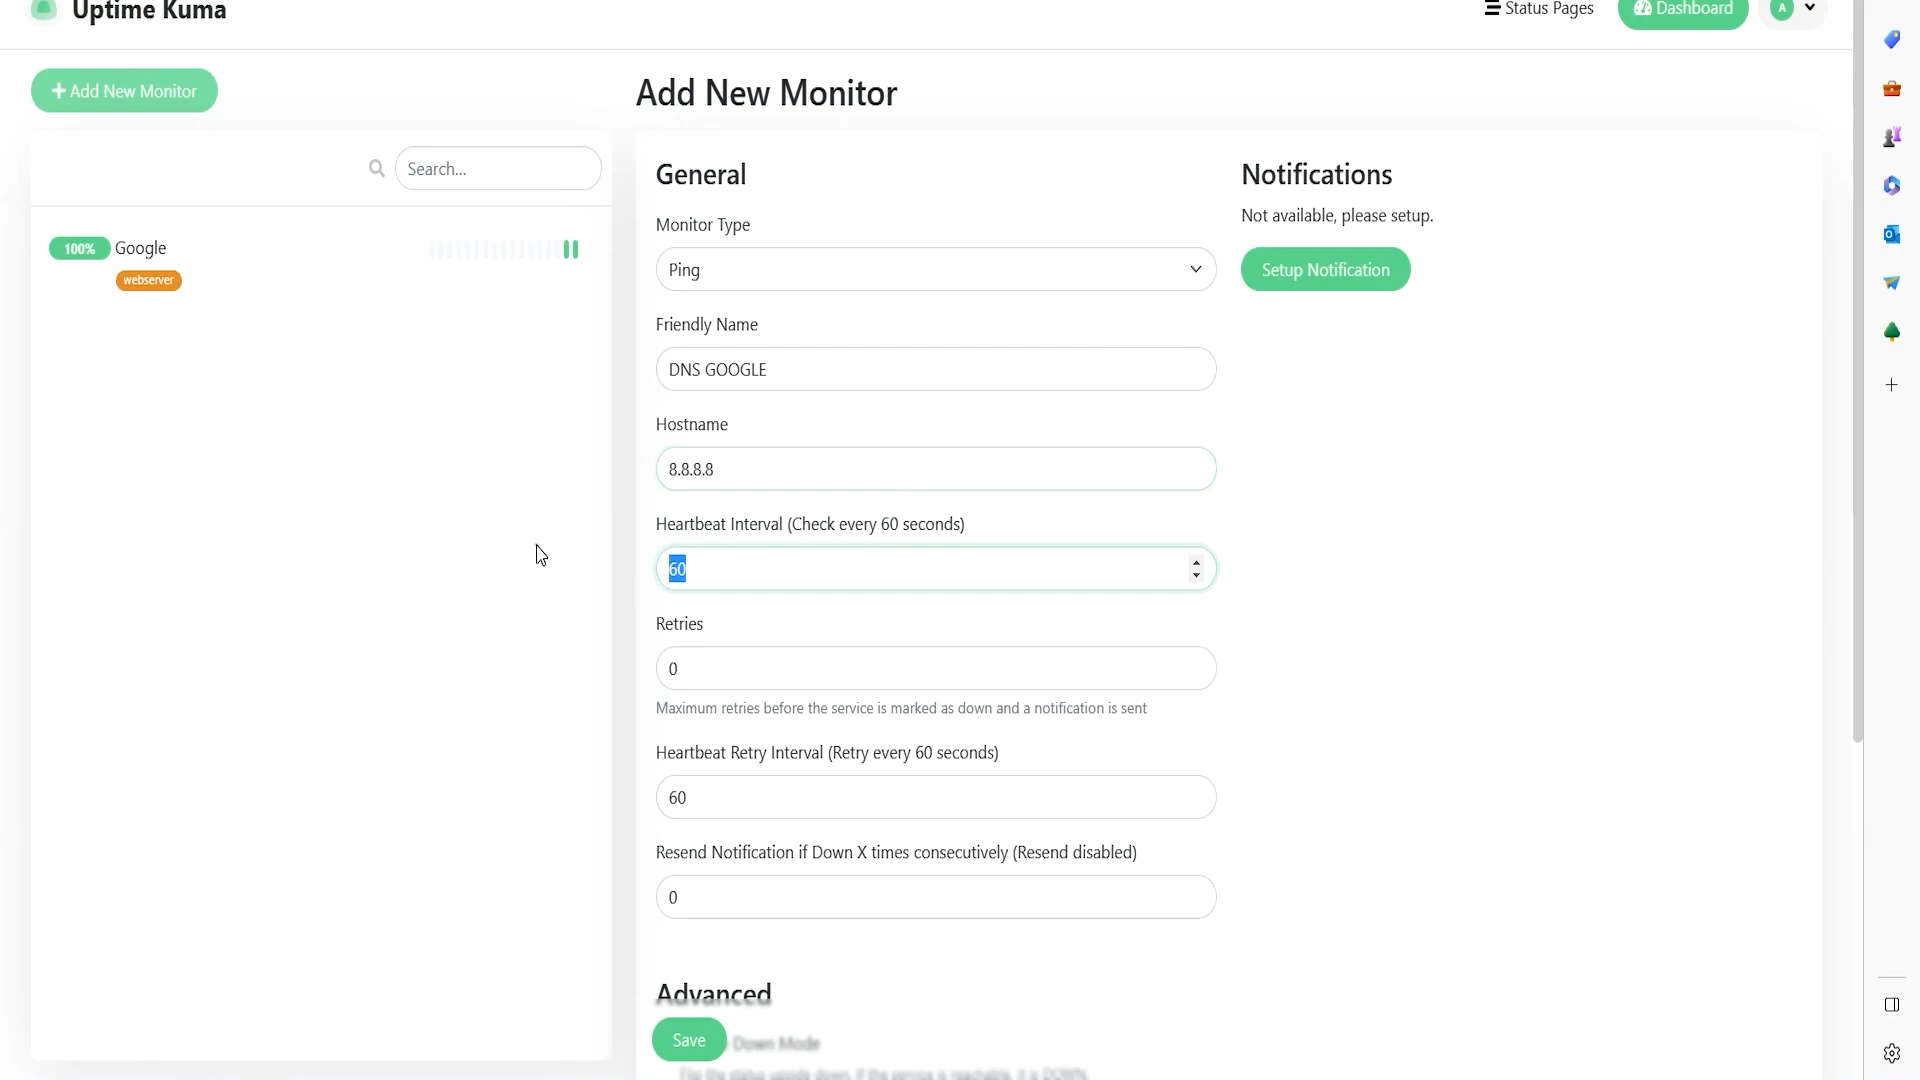 Uptime Kuma
Status Pages
Dashboard
A
Add New Monitor
Search...
100%
Google
webserver
Add New Monitor
General
Monitor Type
Ping
Friendly Name
DNS GOOGLE
Hostname
8.8.8.8
Heartbeat Interval (Check every 60 seconds)
60
Retries
0
Maximum retries before the service is marked as down and a notification is sent
Heartbeat Retry Interval (Retry every 60 seconds)
60
Resend Notification if Down X times consecutively (Resend disabled)
0
Advanced
Save
Down Mode
Notifications
Not available, please setup.
Setup Notification